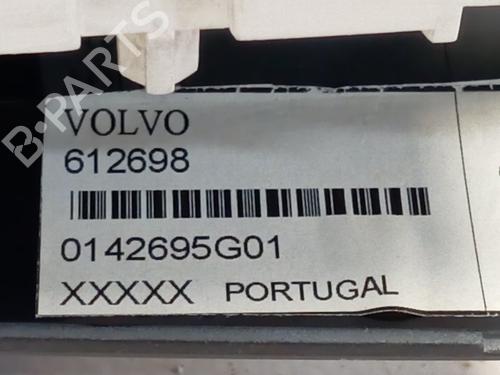 VOLVO
612698
0142695G01
XXXXX PORTUGAL
B-PARTS